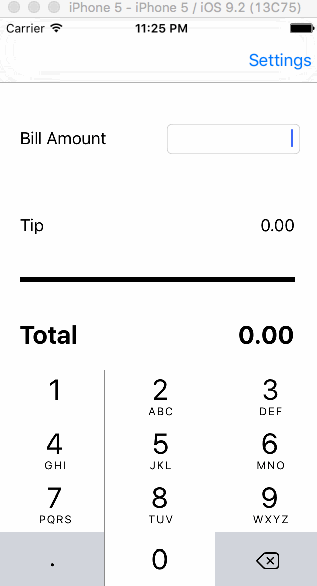 iPhone 5 - iPhone 5 / iOS 9.2 (13C75)
Carrier 11:25 PM
Settings
Bill Amount
Tip 0.00
Total 0.00
1 2 3
ABC DEF
4 5 6
GHI JKL MNO
7 8 9
PQRS TUV WXYZ
. 0